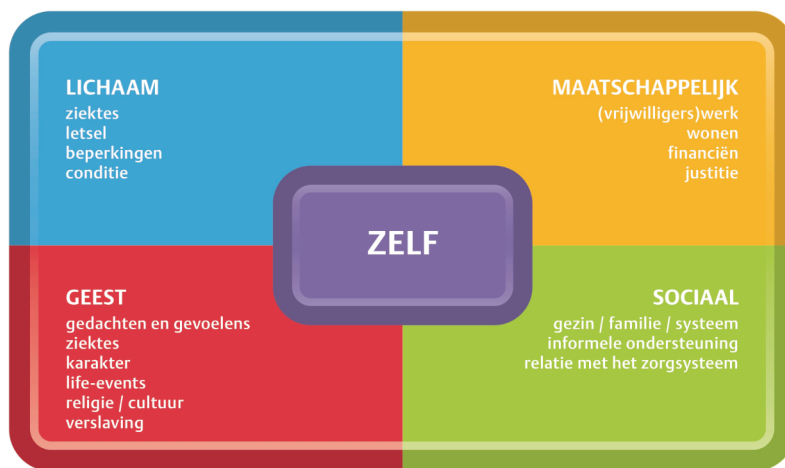 LICHAAM
ziektes
letsel
beperkingen
conditie
MAATSCHAPPELIJK
(vrijwilligers)werk
wonen
financiën
justitie
ZELF
GEEST
gedachten en gevoelens
ziektes
karakter
life-events
religie / cultuur
verslaving
SOCIAAL
gezin / familie / systeem
informele ondersteuning
relatie met het zorgsysteem